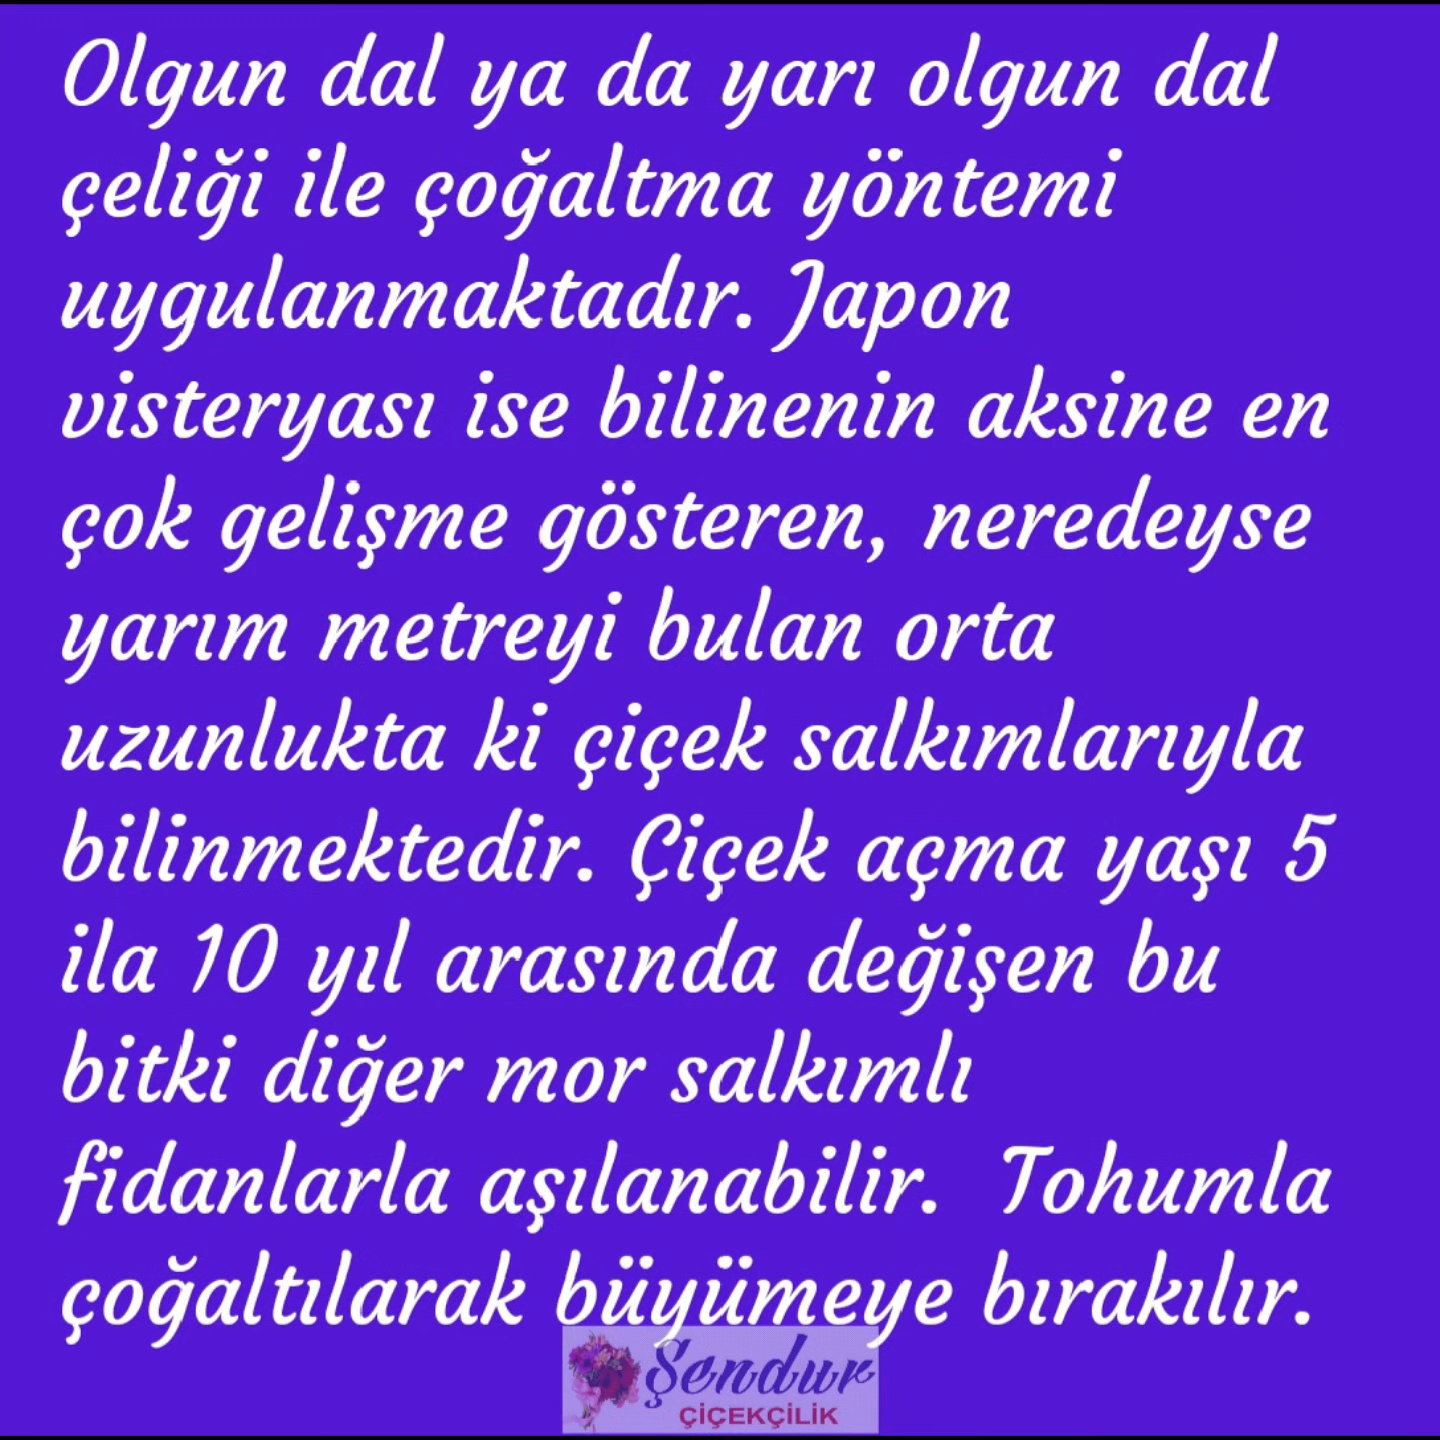 Olgun dal ya da yarı olgun dal
çeliği ile çoğaltma yöntemi
uygulanmaktadır. Japon
visteryası ise bilinenin aksine en
çok gelişme gösteren, neredeyse
yarım metreyi bulan orta
uzunlukta ki çiçek salkımlarıyla
bilinmektedir. Çiçek açma yaşı 5
ila 10 yıl arasında değişen bu
bitki diğer mor salkımlı
fidanlarla aşılanabilir. Tohumla
çoğaltılarak büyümeye bırakılır.
Şendur
ÇİÇEKÇİLİK